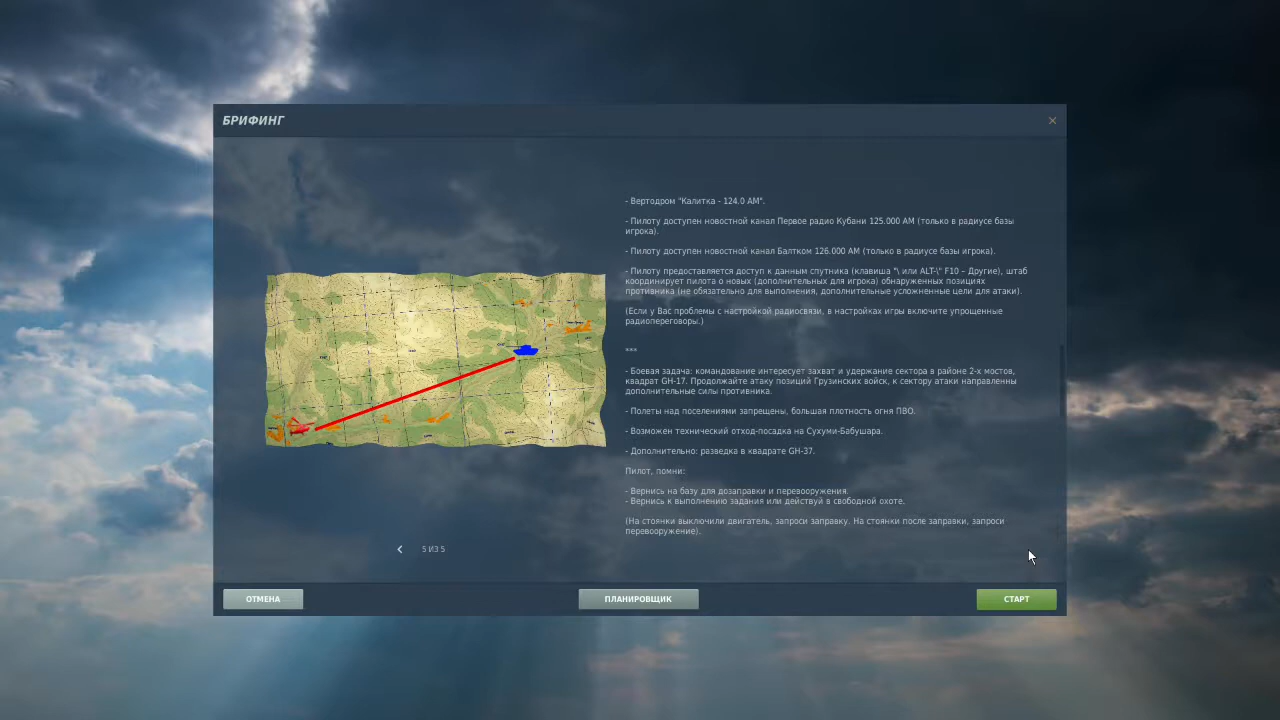 БРИФИНГ
- Вертодром "Калитка - 124.0 AM".
- Пилоту доступен новостной канал Первое радио Кубани 125.000 AM (только в радиусе базы
игрока).
- Пилоту доступен новостной канал Балтком 126.000 AM (только в радиусе базы игрока).
- Пилоту предоставляется доступ к данным спутника (клавиша "\ или ALT-\" F10 – Другие), штаб
координирует пилота о новых (дополнительных для игрока) обнаруженных позициях
противника (не обязательно для выполнения, дополнительные усложненные цели для атаки).
(Если у Вас проблемы с настройкой радиосвязи, в настройках игры включите упрощенные
радиопереговоры.)
***
- Боевая задача: командование интересует захват и удержание сектора в районе 2-х мостов,
квадрат GH-17. Продолжайте атаку позиций Грузинских войск, к сектору атаки направленны
дополнительные силы противника.
- Полеты над поселениями запрещены, большая плотность огня ПВО.
- Возможен технический отход-посадка на Сухуми-Бабушара.
- Дополнительно: разведка в квадрате GH-37.
Пилот, помни:
- Вернись на базу для дозаправки и перевооружения.
- Вернись к выполнению задания или действуй в свободной охоте.
(На стоянки выключили двигатель, запроси заправку. На стоянки после заправки, запроси
перевооружение).
5 ИЗ 5
ОТМЕНА
ПЛАНИРОВЩИК
СТАРТ